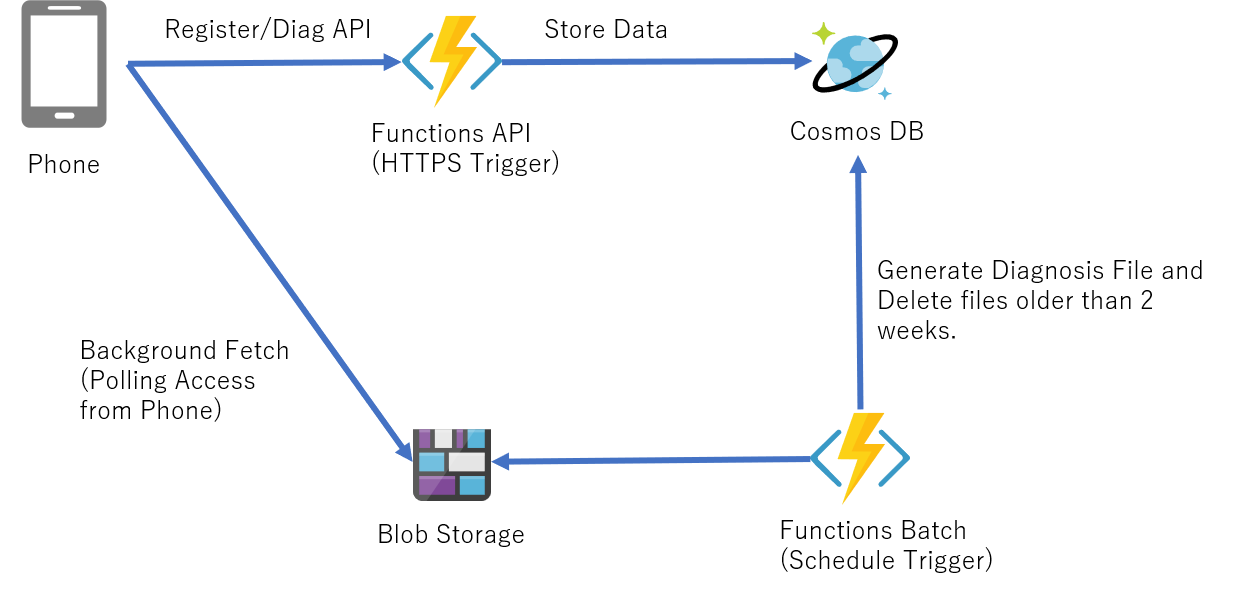 Register/Diag API
Store Data
Functions API
(HTTPS Trigger)
Cosmos DB
Phone
Generate Diagnosis File and
Delete files older than 2
weeks.
Background Fetch
(Polling Access
from Phone)
Blob Storage
Functions Batch
(Schedule Trigger)